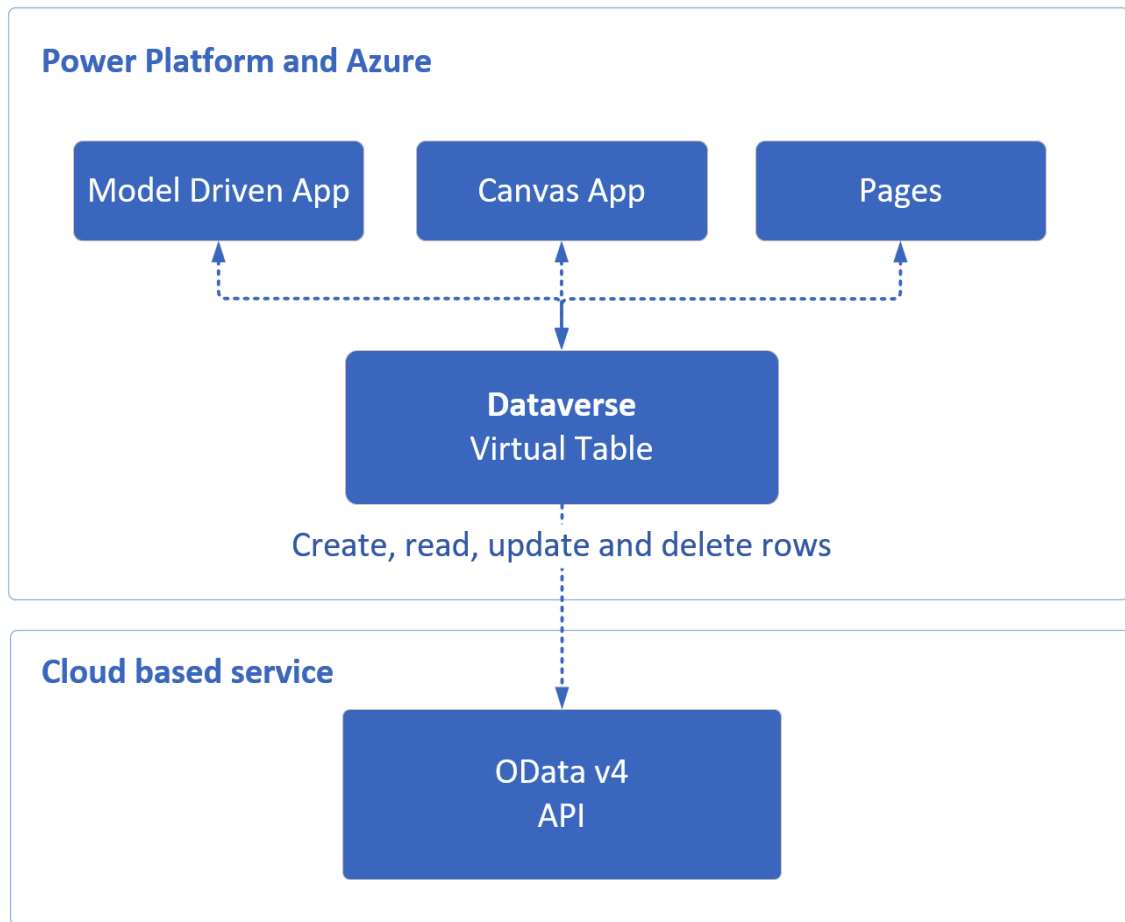 Power Platform and Azure
Model Driven App
Canvas App
Pages
Dataverse
Virtual Table
Create, read, update and delete rows
Cloud based service
OData v4
API